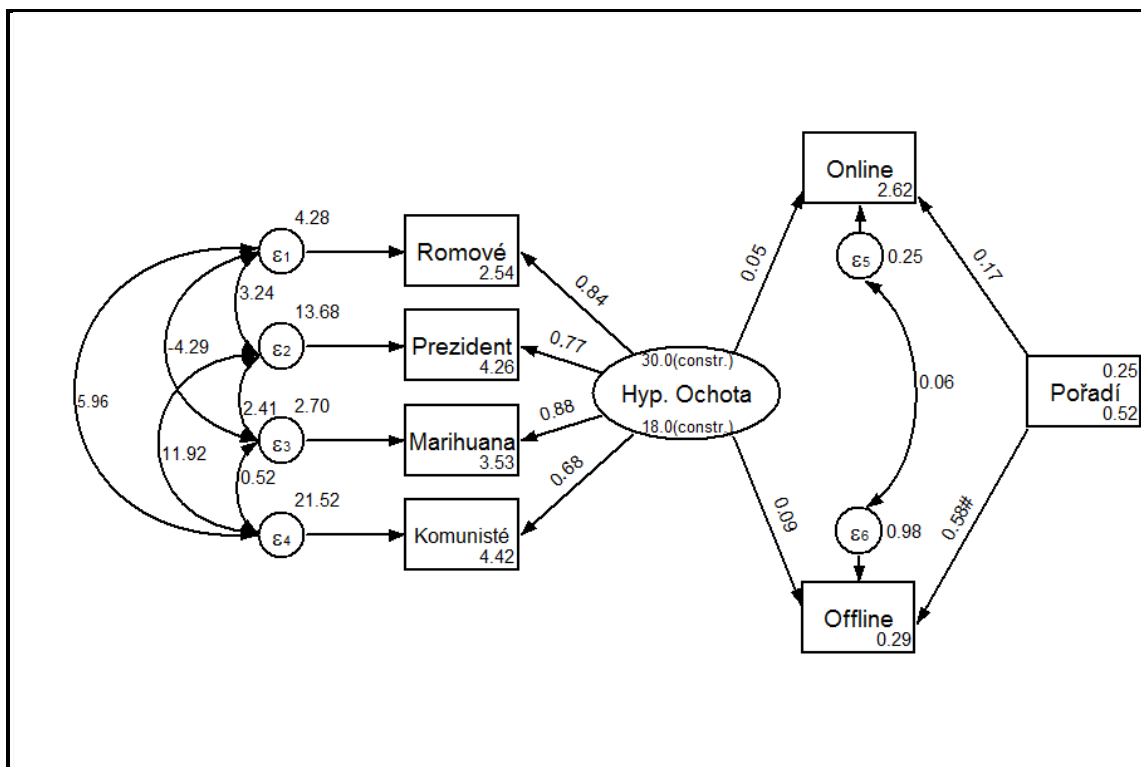 4.28
ε1
Romové
2.54
3.24
-4.29
13.68
ε2
Prezident
4.26
5.96
2.41
2.70
ε3
Marihuana
3.53
11.92
0.52
21.52
ε4
Komunisté
4.42
0.84
0.77
0.88
0.68
30.0(constr.)
Hyp. Ochota
18.0(constr.)
0.05
0.09
Online
2.62
ε5
0.25
0.17
0.06
0.25
Pořadí
0.52
ε6
0.98
0.58#
Offline
0.29